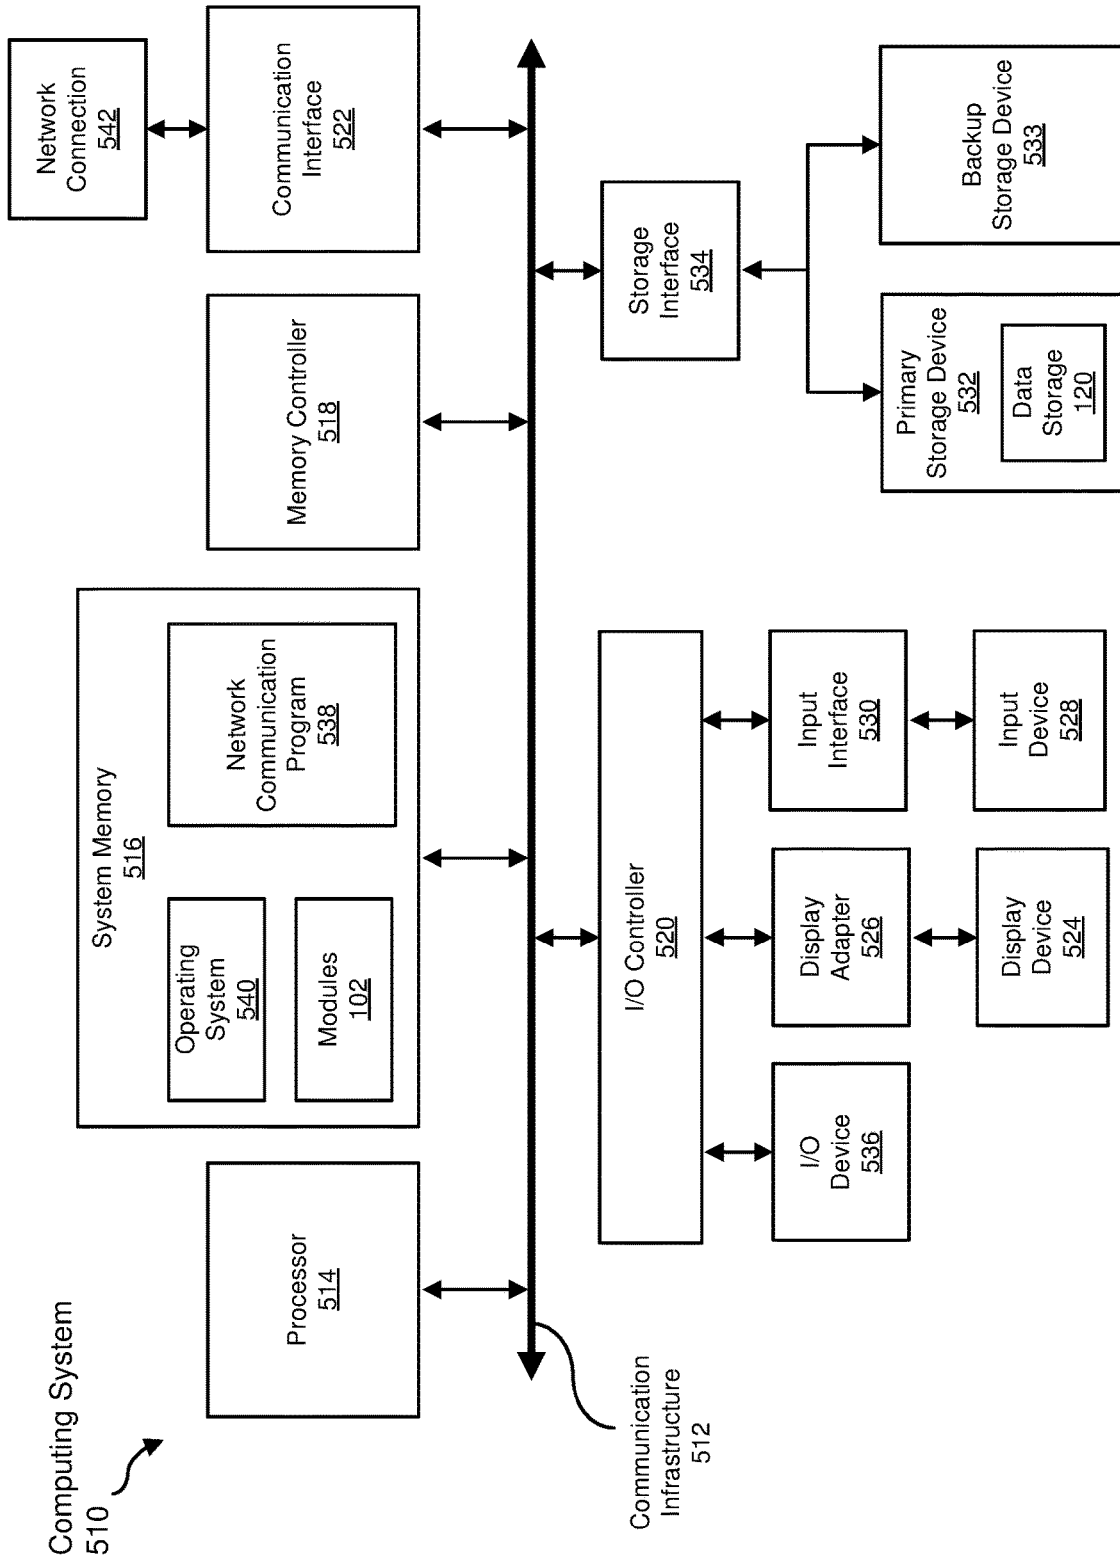 Computing System
510
Processor
514
System Memory
516
Operating
System
540
Modules
102
Network
Communication
Program
538
Memory Controller
518
Communication
Interface
522
Network
Connection
542
Communication
Infrastructure
512
I/O Controller
520
I/O
Device
536
Display
Adapter
526
Display
Device
524
Input
Interface
530
Input
Device
528
Storage
Interface
534
Primary
Storage Device
532
Data
Storage
120
Backup
Storage Device
533